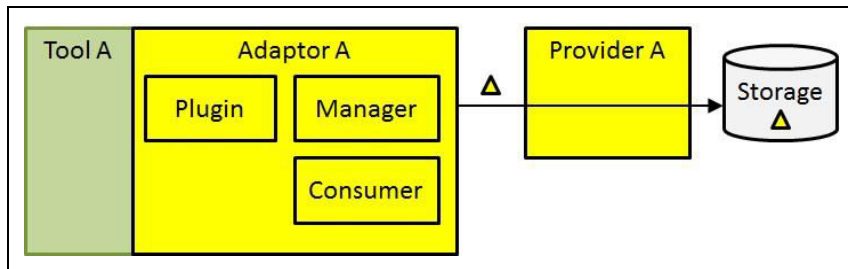 Tool A
Adaptor A
Provider A
Plugin
Manager
Storage
Consumer